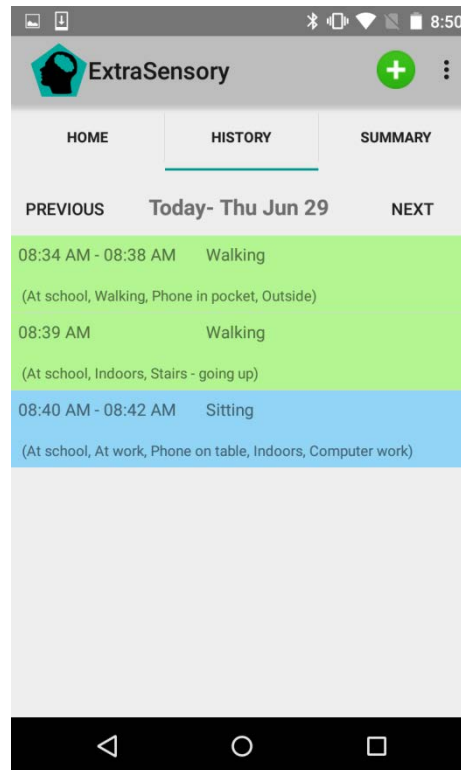 8:50
ExtraSensory
HOME HISTORY SUMMARY
PREVIOUS Today- Thu Jun 29 NEXT
08:34 AM - 08:38 AM Walking
(At school, Walking, Phone in pocket, Outside)
08:39 AM Walking
(At school, Indoors, Stairs - going up)
08:40 AM - 08:42 AM Sitting
(At school, At work, Phone on table, Indoors, Computer work)